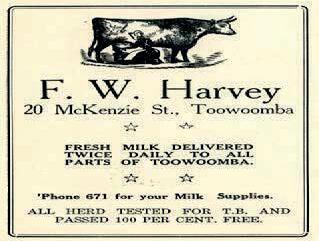 F. W. Harvey
20 McKenzie St., Toowoomba
FRESH MILK DELIVERED
TWICE DAILY TO ALL
PARTS OF TOOWOOMBA.
'Phone 671 for your Milk Supplies.
ALL HERD TESTED FOR T.B. AND
PASSED 100 PER CENT. FREE.